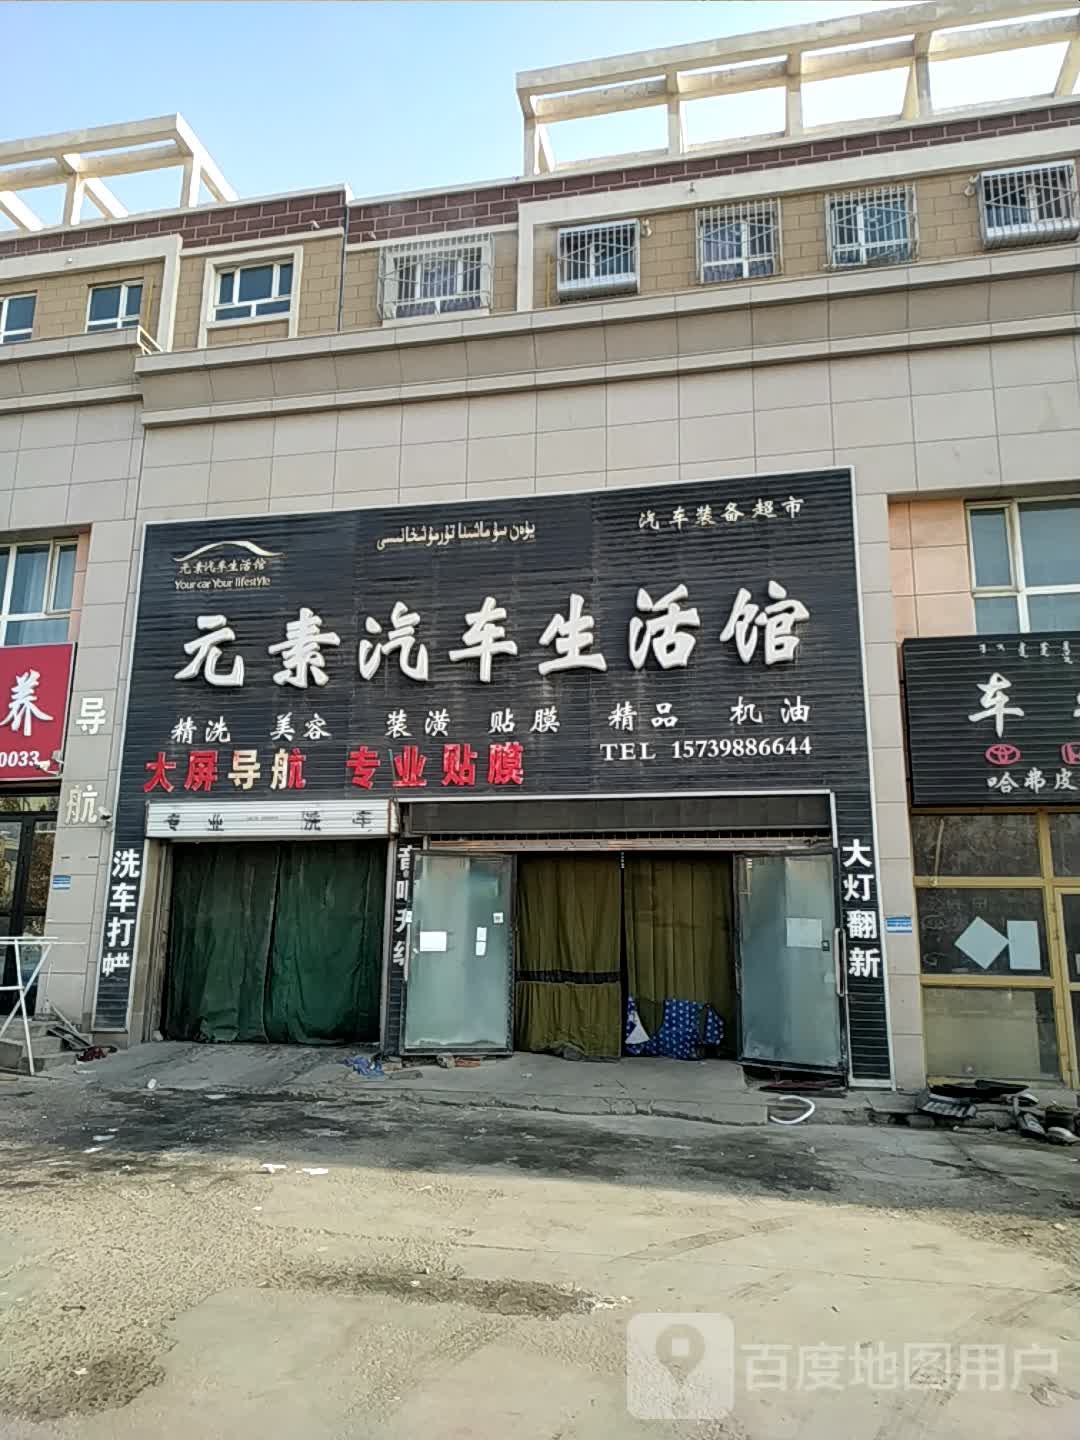 汽车装备超市
يۈەن سۇ ماشىنا تۇرمۇشخانىسى
元素汽车生活馆
Your car Your lifestyle
元素汽车生活馆
精洗 美容 装潢 贴膜 精品 机油
TEL 15739886644
大屏导航 专业贴膜
专业 洗车
洗车打蜡
大灯翻新
养
0033
导航
车
哈弗皮
百度地图用户